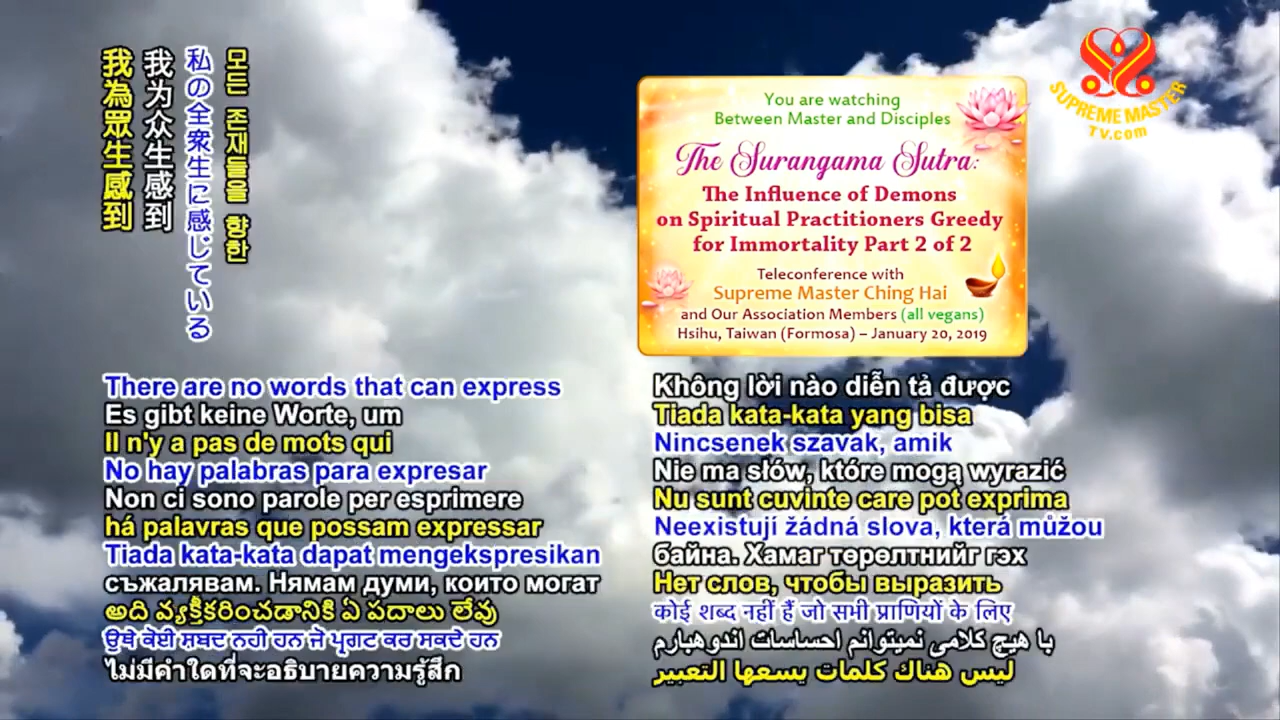 모든 존재들을 향한
私の全衆生に感じている
我为众生感到
我為眾生感到
You are watching
Between Master and Disciples
The Surangama Sutra:
The Influence of Demons
on Spiritual Practitioners Greedy
for Immortality Part 2 of 2
Teleconference with
Supreme Master Ching Hai
and Our Association Members (all vegans)
Hsihu, Taiwan (Formosa) – January 20, 2019
SUPREME MASTER
TV.com
There are no words that can express
Es gibt keine Worte, um
Il n'y a pas de mots qui
No hay palabras para expresar
Non ci sono parole per esprimere
há palavras que possam expressar
Tiada kata-kata dapat mengekspresikan
съжалявам. Нямам думи, които могат
అది వ్యక్తీకరించడానికి ఏ పదాలు లేవు
ਉਥੇ ਕੋਈ ਸ਼ਬਦ ਨਹੀ ਹਨ ਜੋ ਪ੍ਰਗਟ ਕਰ ਸਕਦੇ ਹਨ
ไม่มีคำใดที่จะอธิบายความรู้สึก
Không lời nào diễn tả được
Tiada kata-kata yang bisa
Nincsenek szavak, amik
Nie ma słów, które mogą wyrazić
Nu sunt cuvinte care pot exprima
Neexistují žádná slova, která můžou
байна. Хамаг төрөлтнийг гэх
Нет слов, чтобы выразить
कोई शब्द नहीं हैं जो सभी प्राणियों के लिए
با هیچ کلامی نمیتوانم احساسات اندوهبارم
ليس هناك كلمات يسعها التعبير